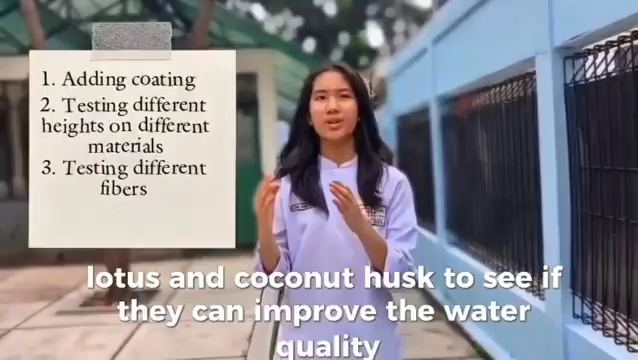 1. Adding coating
2. Testing different
heights on different
materials
3. Testing different
fibers
lotus and coconut husk to see if
they can improve the water
quality